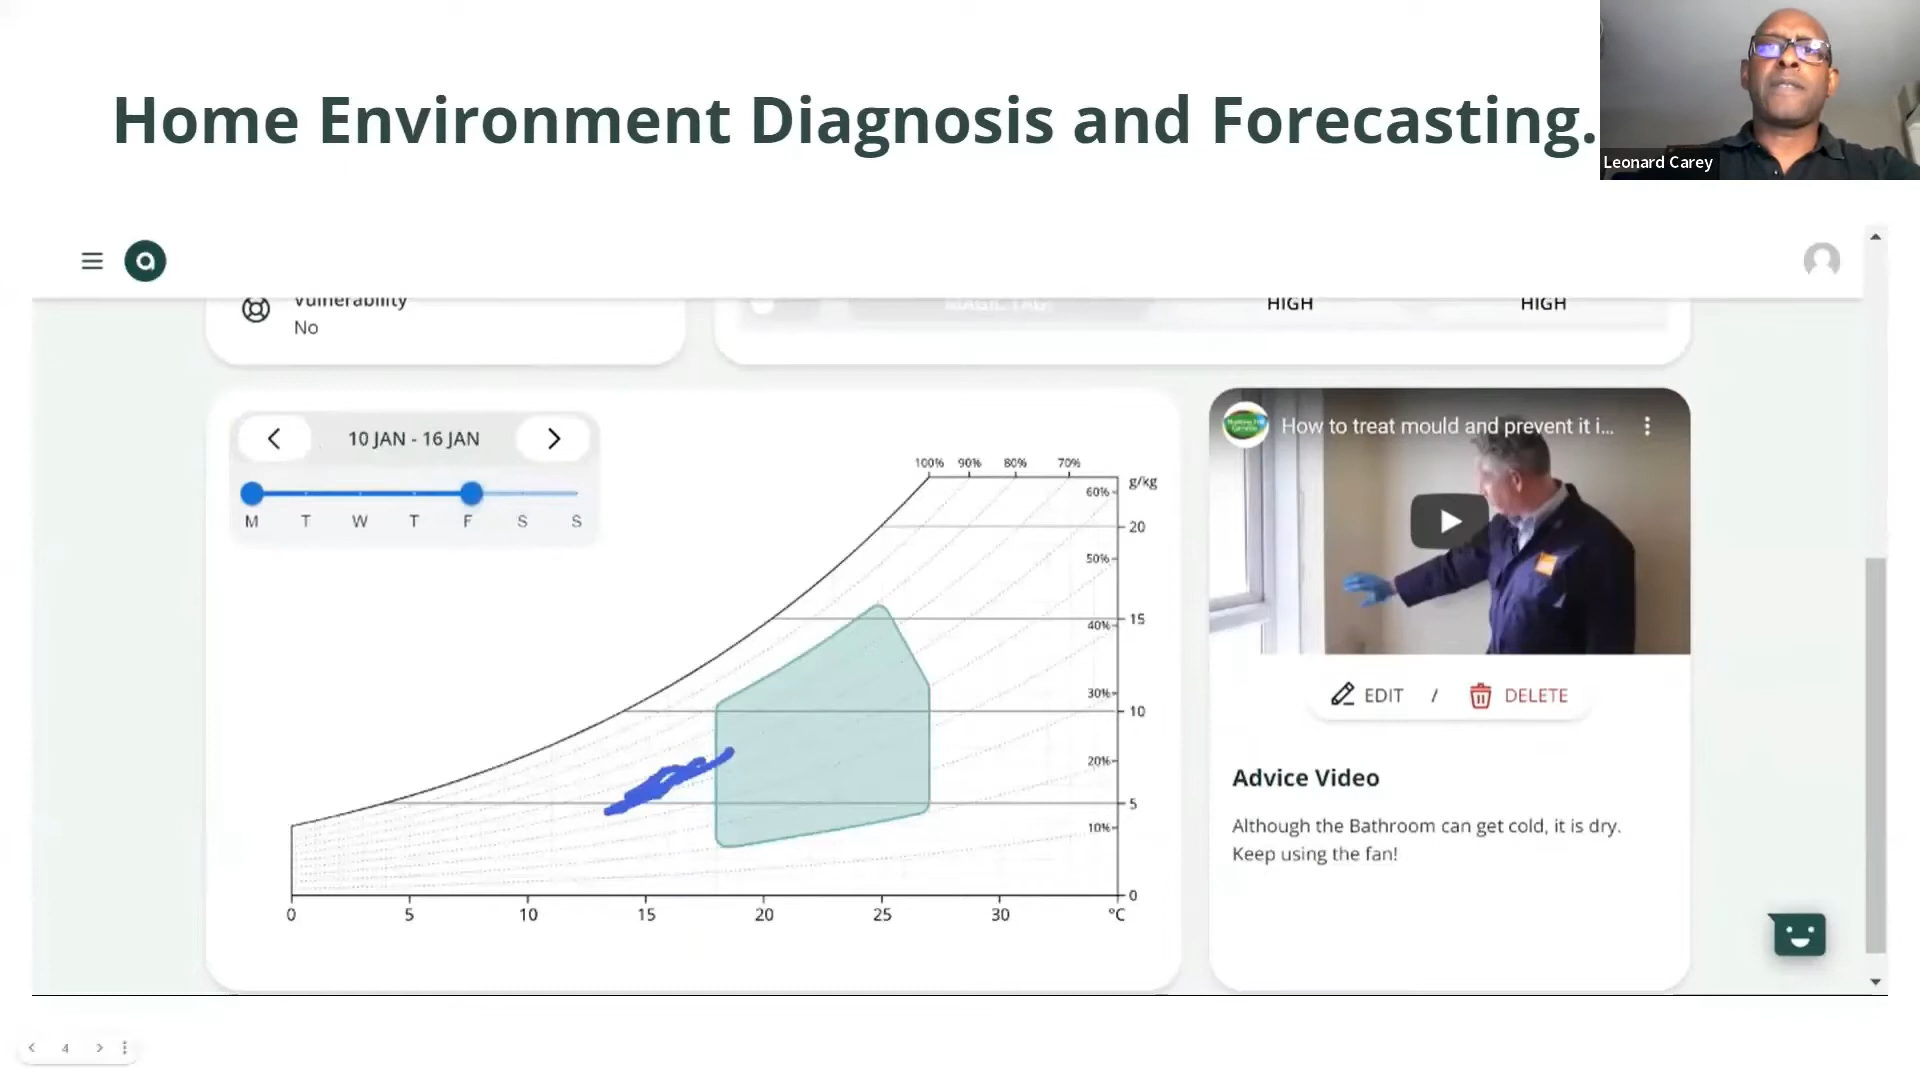 Home Environment Diagnosis and Forecasting.
Leonard Carey
Vulnerability
No
MAGIC TAG
HIGH
HIGH
10 JAN - 16 JAN
M T W T F S S
100% 90% 80% 70%
60%
50%
40%
30%
20%
10%
g/kg
20
15
10
5
0
0 5 10 15 20 25 30 °C
How to treat mould and prevent it i...
EDIT / DELETE
Advice Video
Although the Bathroom can get cold, it is dry.
Keep using the fan!
4